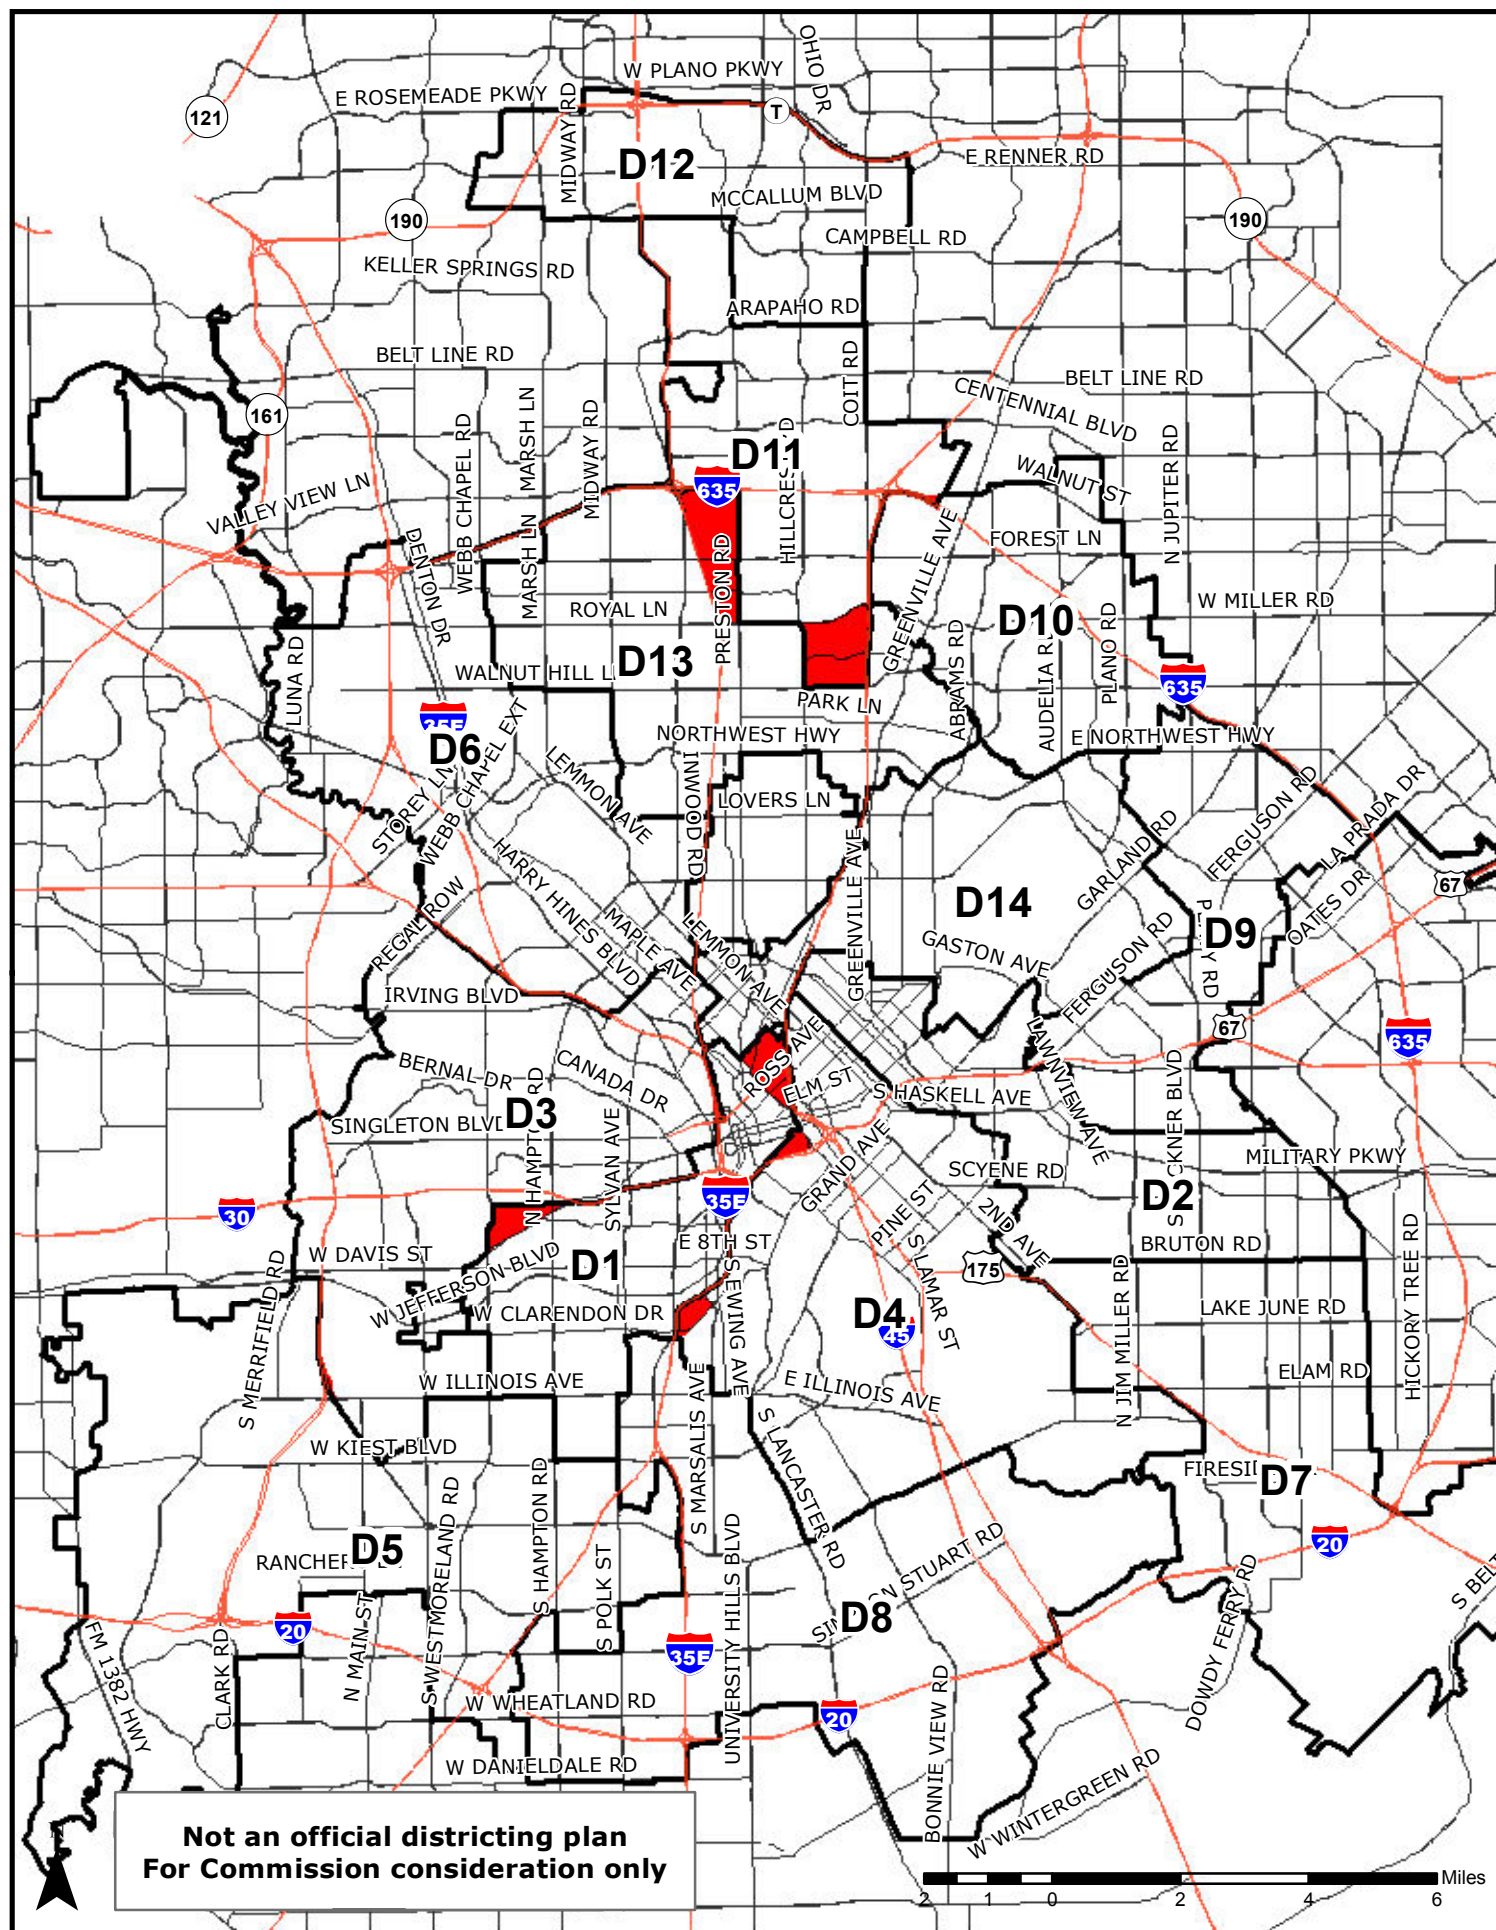 W PLANO PKWY
OHIO DR
E ROSEMEADE PKWY
MIDWAY RD
121
T
E RENNER RD
D12
MCCALLUM BLVD
190
190
CAMPBELL RD
KELLER SPRINGS RD
ARAPAHO RD
BELT LINE RD
COIT RD
BELT LINE RD
CENTENNIAL BLVD
161
WEBB CHAPEL RD
MARSH LN
MIDWAY RD
D11
635
HILLCREST
WALNUT ST
N JUPITER RD
VALLEY VIEW LN
DENTON DR
MARSH LN
PRESTON RD
GREENVILLE AVE
FOREST LN
ROYAL LN
W MILLER RD
D10
LUNA RD
WALNUT HILL L
D13
ABRAMS RD
AUDELIA R
PLANO RD
635
PARK LN
35E
D6
NORTHWEST HWY
E NORTHWEST HWY
STOREY LN
WEBB CHAPEL EXT
LEMMON AVE
INWOOD RD
LOVERS LN
FERGUSON RD
LA PRADA DR
GARLAND RD
67
REGAL ROW
HARRY HINES BLVD
MAPLE AVE
LEMMON AVE
GREENVILLE AVE
D14
D9
OATES DR
GASTON AVE
FERGUSON RD
IRVING BLVD
LEMMON AVE
67
635
ROSS AVE
LAWNVIEW AVE
BERNAL DR
CANADA DR
ELM ST
S HASKELL AVE
D3
SINGLETON BLVD
N HAMPTON RD
SYLVAN AVE
GRAND AVE
SCYENE RD
MILITARY PKWY
D2
30
35E
PINE ST
2ND AVE
W DAVIS ST
E 8TH ST
175
BRUTON RD
S MERRIFIELD RD
W JEFFERSON BLVD
D1
W CLARENDON DR
S EWING AVE
D4
45
S LAMAR ST
N JIM MILLER RD
LAKE JUNE RD
HICKORY TREE RD
W ILLINOIS AVE
S MARSALIS AVE
E ILLINOIS AVE
ELAM RD
W KIEST BLVD
S LANCASTER RD
D7
D5
S WESTMORELAND RD
S HAMPTON RD
S POLK ST
UNIVERSITY HILLS BLVD
STUART RD
20
D8
DOWDY FERRY RD
S BELT
20
FM 1382 HWY
CLARK RD
N MAIN ST
35E
W WHEATLAND RD
20
BONNIE VIEW RD
W DANIELDALE RD
W WINTERGREEN RD
Not an official districting plan
For Commission consideration only
N
Miles
2 1 0 2 4 6